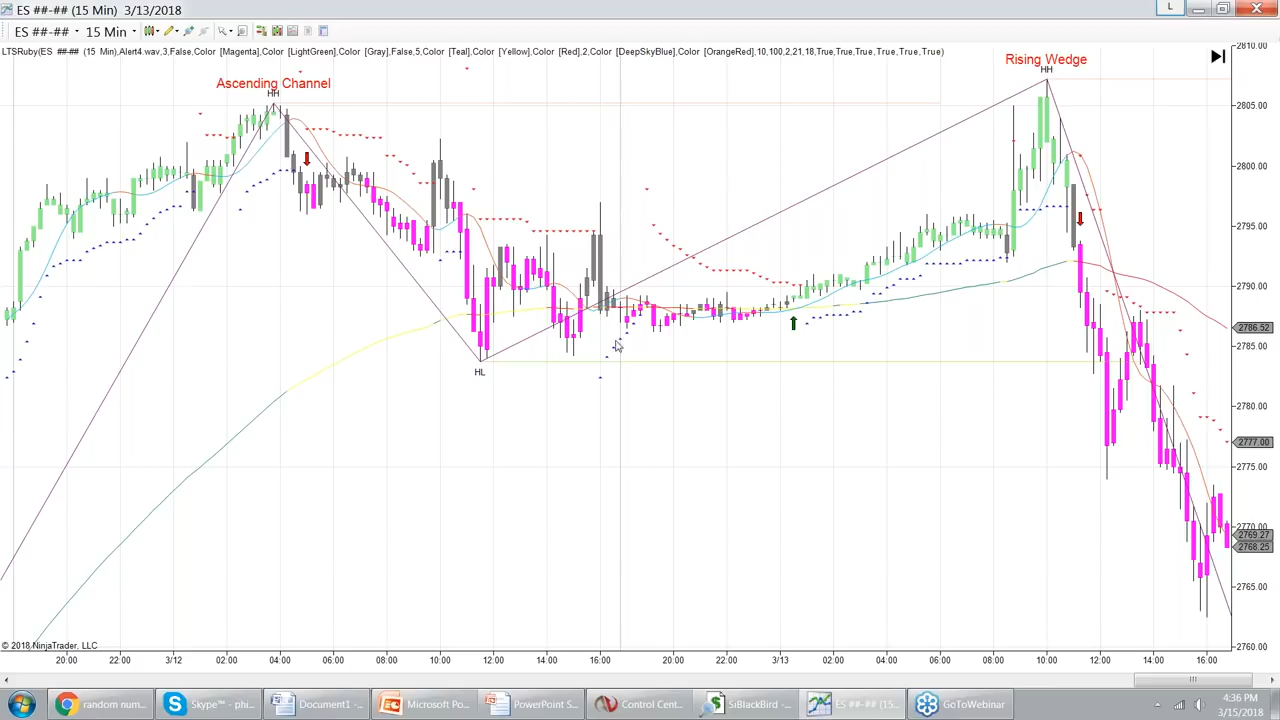 ES ##-## (15 Min)  3/13/2018
L
ES ##-##
15 Min
LTSRuby(ES  ##-##  (15  Min),Alert4.wav,3,False,Color  [Magenta],Color  [LightGreen],Color  [Gray],False,5,Color  [Teal],Color  [Yellow],Color  [Red],2,Color  [DeepSkyBlue],Color  [OrangeRed],10,100,2,21,18,True,True,True,True,True,True)
Ascending Channel
HH
Rising Wedge
HH
HL
2810.00
2805.00
2800.00
2795.00
2790.00
2786.52
2785.00
2780.00
2777.00
2775.00
2770.00
2769.27
2768.25
2765.00
2760.00
© 2018 NinjaTrader, LLC
20:00 22:00 3/12 02:00 04:00 06:00 08:00 10:00 12:00 14:00 16:00 20:00 22:00 3/13 02:00 04:00 06:00 08:00 10:00 12:00 14:00 16:00
random num...
Skype™ - phi...
Document1 - ...
Microsoft Po...
PowerPoint S...
Control Cent...
SiBlackBird -...
ES ##-## (15...
GoToWebinar
4:36 PM
3/15/2018